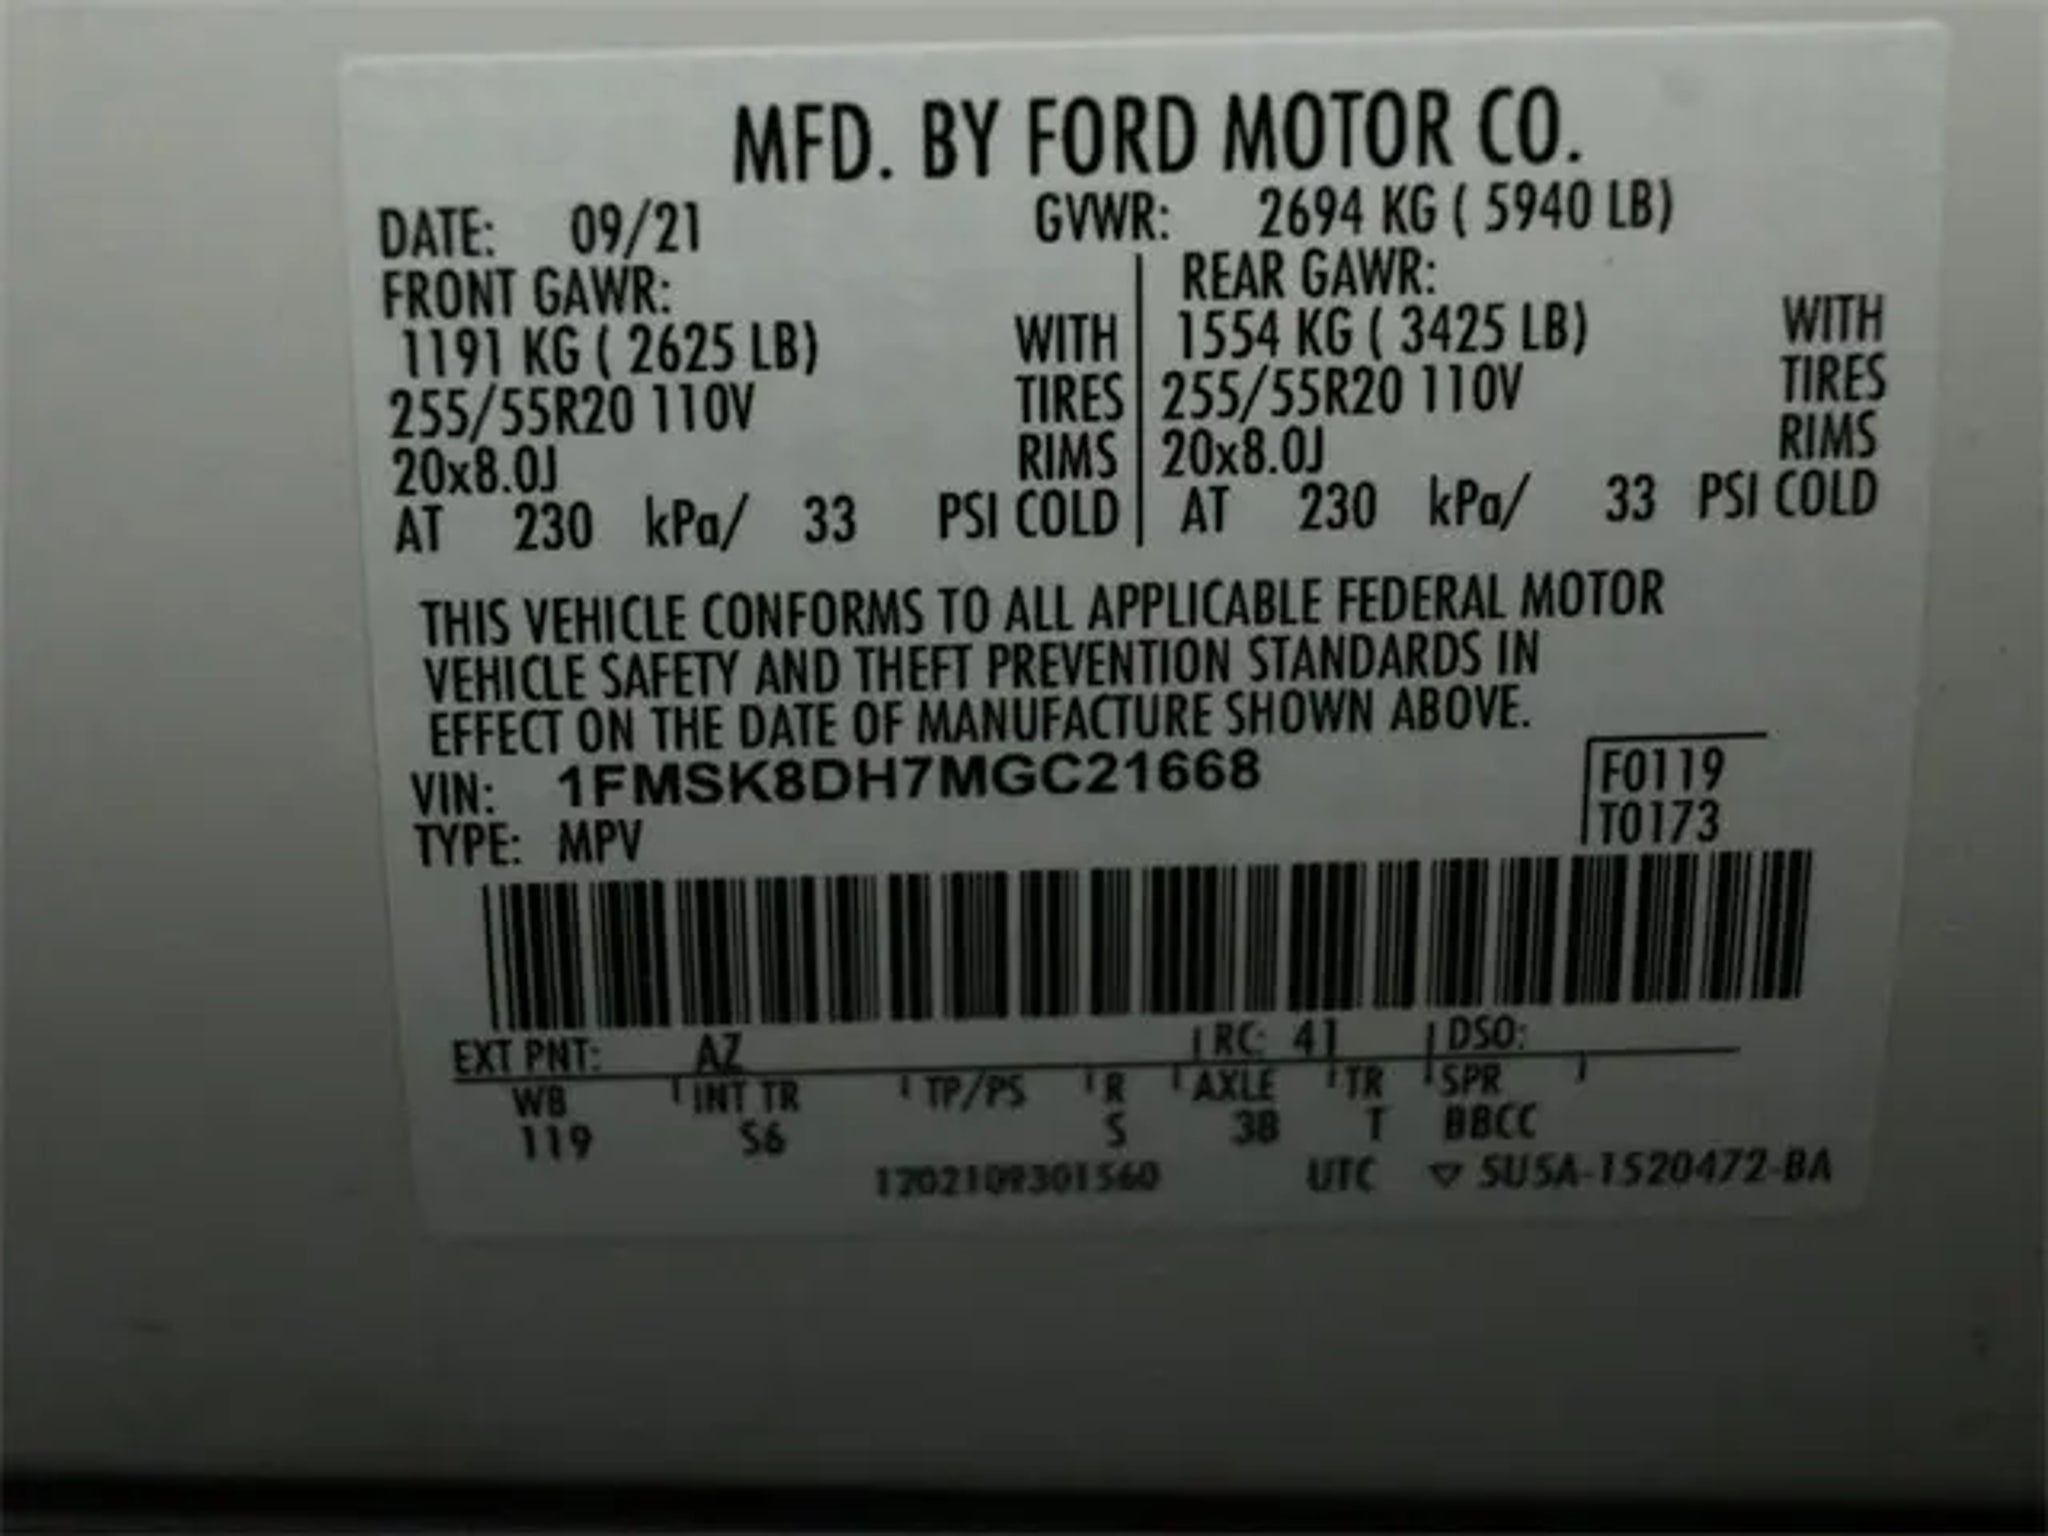 MFD. BY FORD MOTOR CO.
DATE: 09/21 GVWR: 2694 KG ( 5940 LB)
FRONT GAWR: REAR GAWR:
1191 KG ( 2625 LB) WITH 1554 KG ( 3425 LB) WITH
255/55R20 110V TIRES 255/55R20 110V TIRES
20x8.0J RIMS 20x8.0J RIMS
AT 230 kPa/ 33 PSI COLD AT 230 kPa/ 33 PSI COLD
THIS VEHICLE CONFORMS TO ALL APPLICABLE FEDERAL MOTOR
VEHICLE SAFETY AND THEFT PREVENTION STANDARDS IN
EFFECT ON THE DATE OF MANUFACTURE SHOWN ABOVE.
VIN: 1FMSK8DH7MGC21668 F0119
TYPE: MPV T0173
EXT PNT: AZ RC: 41 DSO:
WB INT TR TP/PS R AXLE TR SPR
119 S6 S 3B T BBCC
1202109301560 UTC ▽ 5U5A-1520472-BA